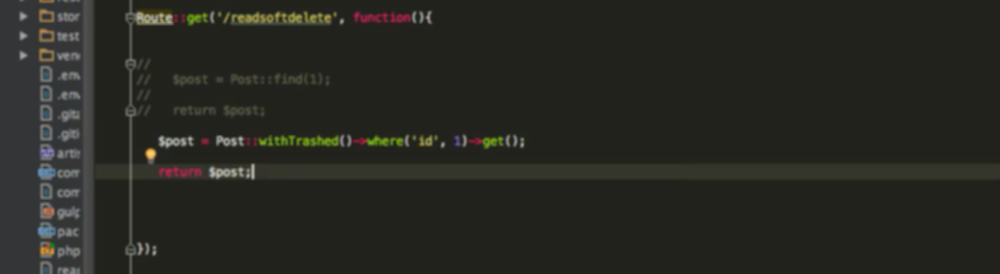 stor
test
ven
.env
.env
.gita
.giti
artis
com
com
gulp
pac
php
read
Route::get('/readsoftdelete', function(){
//
// $post = Post::find(1);
//
// return $post;
$post = Post::withTrashed()->where('id', 1)->get();
return $post;
});